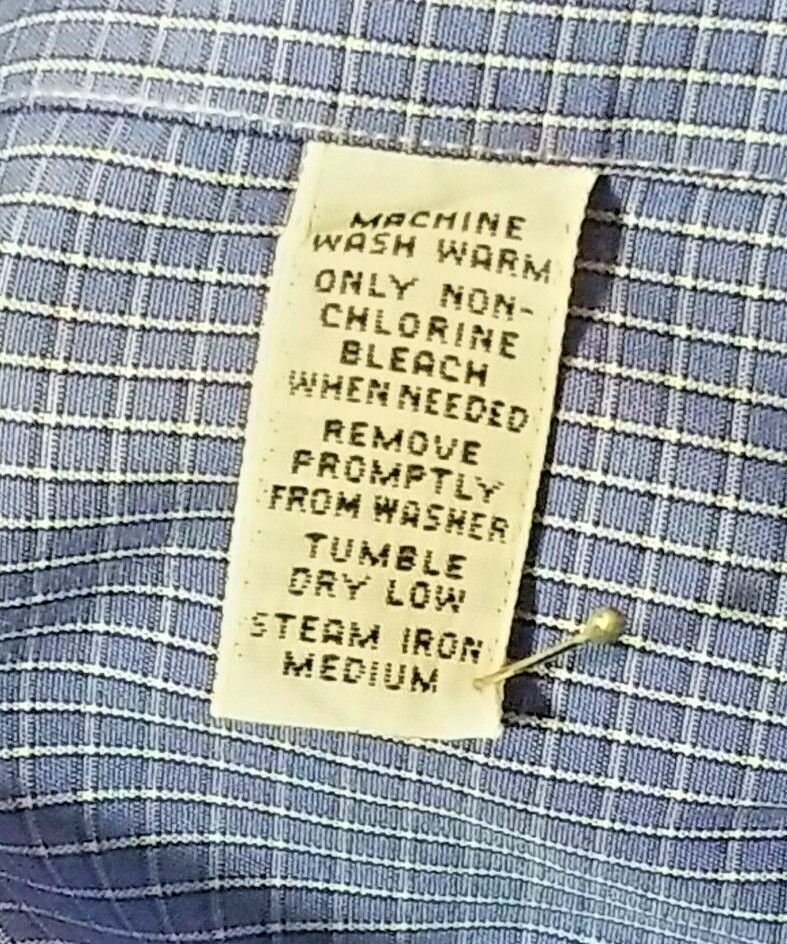 MACHINE
WASH WARM
ONLY NON-
CHLORINE
BLEACH
WHEN NEEDED
REMOVE
PROMPTLY
FROM WASHER
TUMBLE
DRY LOW
STEAM IRON
MEDIUM